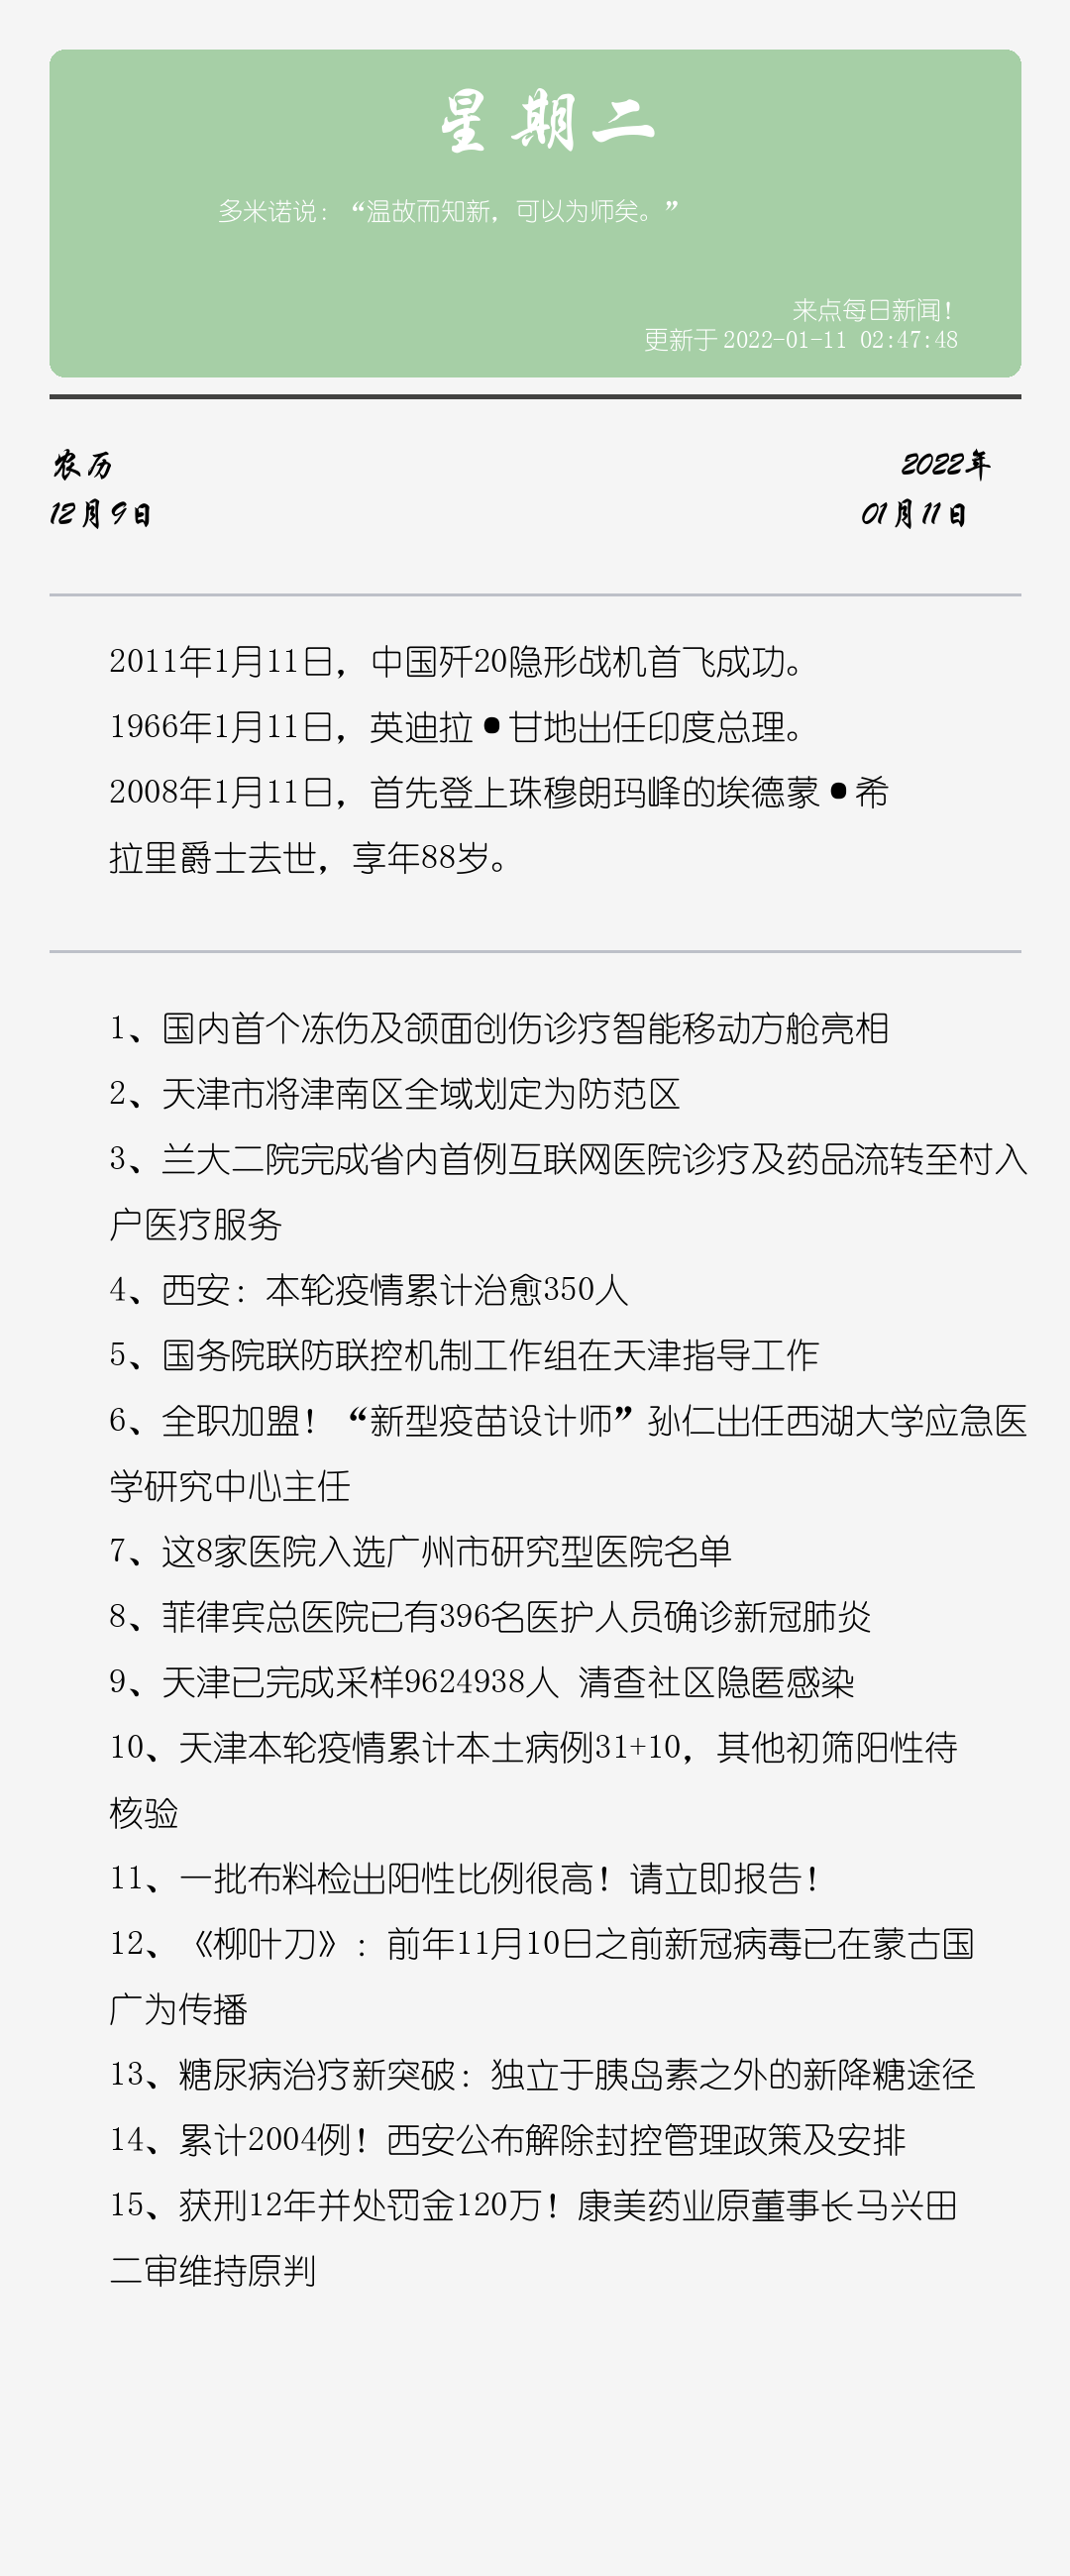 星期二
多米诺说：“温故而知新，可以为师矣。”
来点每日新闻！
更新于 2022-01-11 02:47:48
农历
2022年
12月9日
01月11日
2011年1月11日，中国歼20隐形战机首飞成功。
1966年1月11日，英迪拉•甘地出任印度总理。
2008年1月11日，首先登上珠穆朗玛峰的埃德蒙•希
拉里爵士去世，享年88岁。
1、国内首个冻伤及颌面创伤诊疗智能移动方舱亮相
2、天津市将津南区全域划定为防范区
3、兰大二院完成省内首例互联网医院诊疗及药品流转至村入
户医疗服务
4、西安：本轮疫情累计治愈350人
5、国务院联防联控机制工作组在天津指导工作
6、全职加盟！“新型疫苗设计师”孙仁出任西湖大学应急医
学研究中心主任
7、这8家医院入选广州市研究型医院名单
8、菲律宾总医院已有396名医护人员确诊新冠肺炎
9、天津已完成采样9624938人 清查社区隐匿感染
10、天津本轮疫情累计本土病例31+10，其他初筛阳性待
核验
11、一批布料检出阳性比例很高！请立即报告！
12、《柳叶刀》：前年11月10日之前新冠病毒已在蒙古国
广为传播
13、糖尿病治疗新突破：独立于胰岛素之外的新降糖途径
14、累计2004例！西安公布解除封控管理政策及安排
15、获刑12年并处罚金120万！康美药业原董事长马兴田
二审维持原判